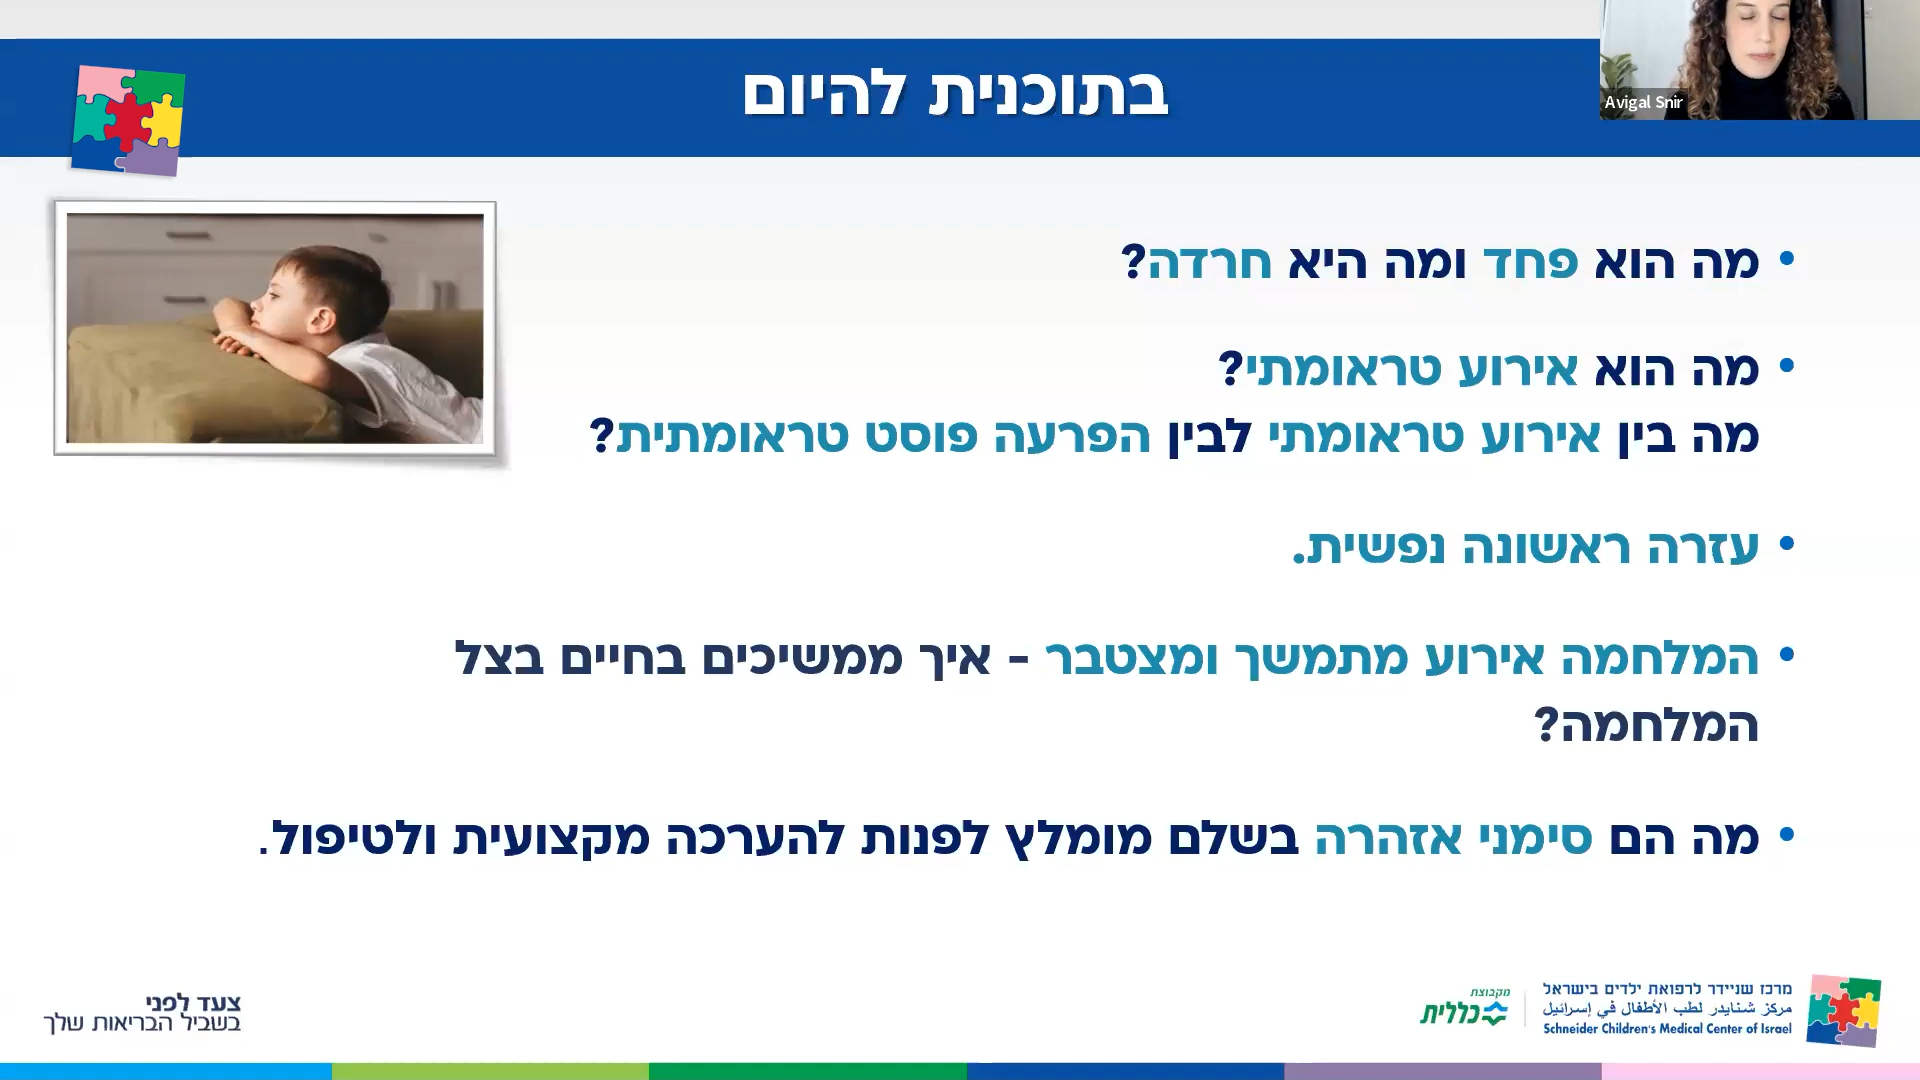 בתוכנית להיום
Avigal Snir
מה הוא פחד ומה היא חרדה?
מה הוא אירוע טראומתי?
מה בין אירוע טראומתי לבין הפרעה פוסט טראומתית?
עזרה ראשונה נפשית.
המלחמה אירוע מתמשך ומצטבר - איך ממשיכים בחיים בצל
המלחמה?
מה הם סימני אזהרה בשלם מומלץ לפנות להערכה מקצועית ולטיפול.
מרכז שניידר לרפואת ילדים בישראל
مركز شنايدر لطب الأطفال في إسرائيل
Schneider Children's Medical Center of Israel
מקבוצת
כללית
צעד לפני
בשביל הבריאות שלך